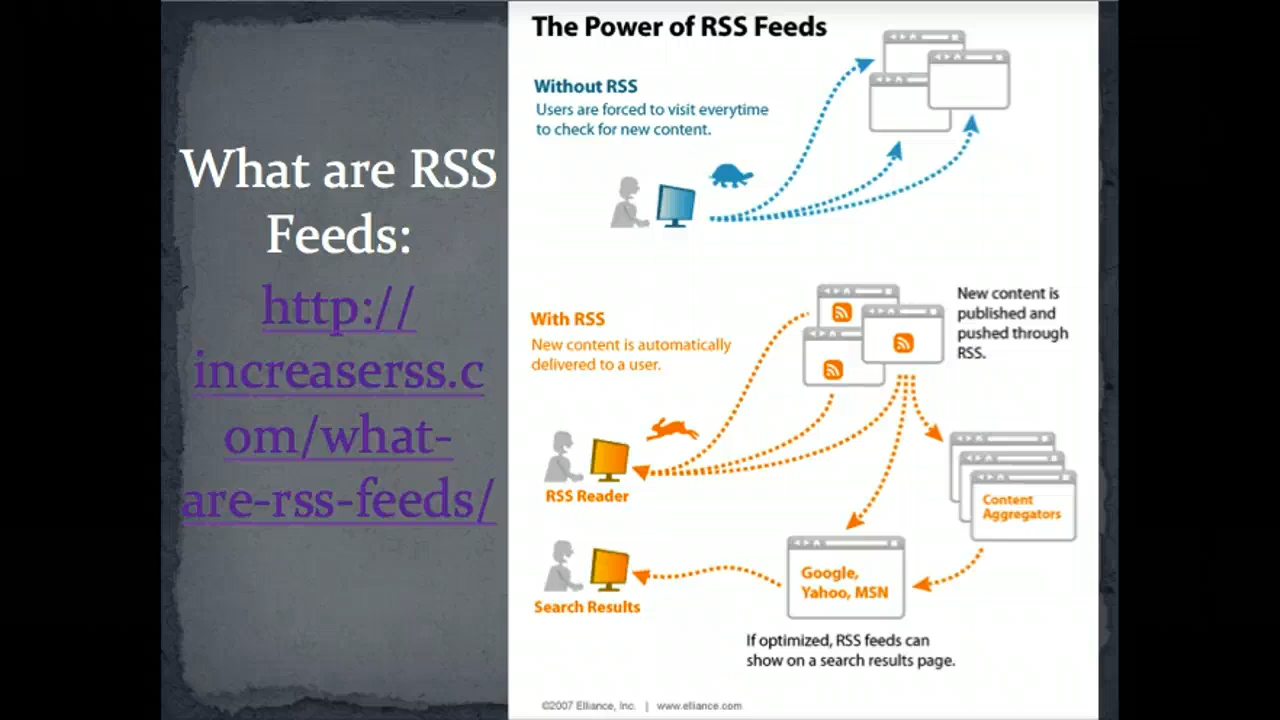 What are RSS
Feeds:
http://
increaserss.c
om/what-
are-rss-feeds/
The Power of RSS Feeds
Without RSS
Users are forced to visit everytime
to check for new content.
With RSS
New content is automatically
delivered to a user.
New content is
published and
pushed through
RSS.
RSS Reader
Content
Aggregators
Google,
Yahoo, MSN
Search Results
If optimized, RSS feeds can
show on a search results page.
©2007 Elliance, Inc. | www.elliance.com